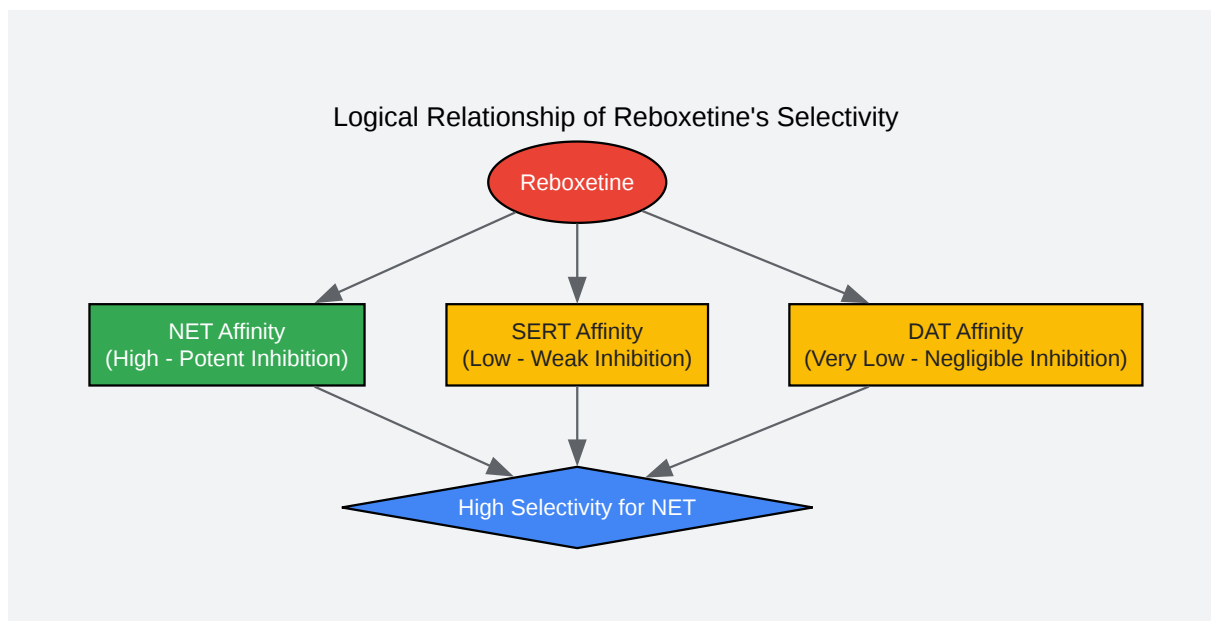 Logical Relationship of Reboxetine's Selectivity
Reboxetine
NET Affinity
(High - Potent Inhibition)
SERT Affinity
(Low - Weak Inhibition)
DAT Affinity
(Very Low - Negligible Inhibition)
High Selectivity for NET